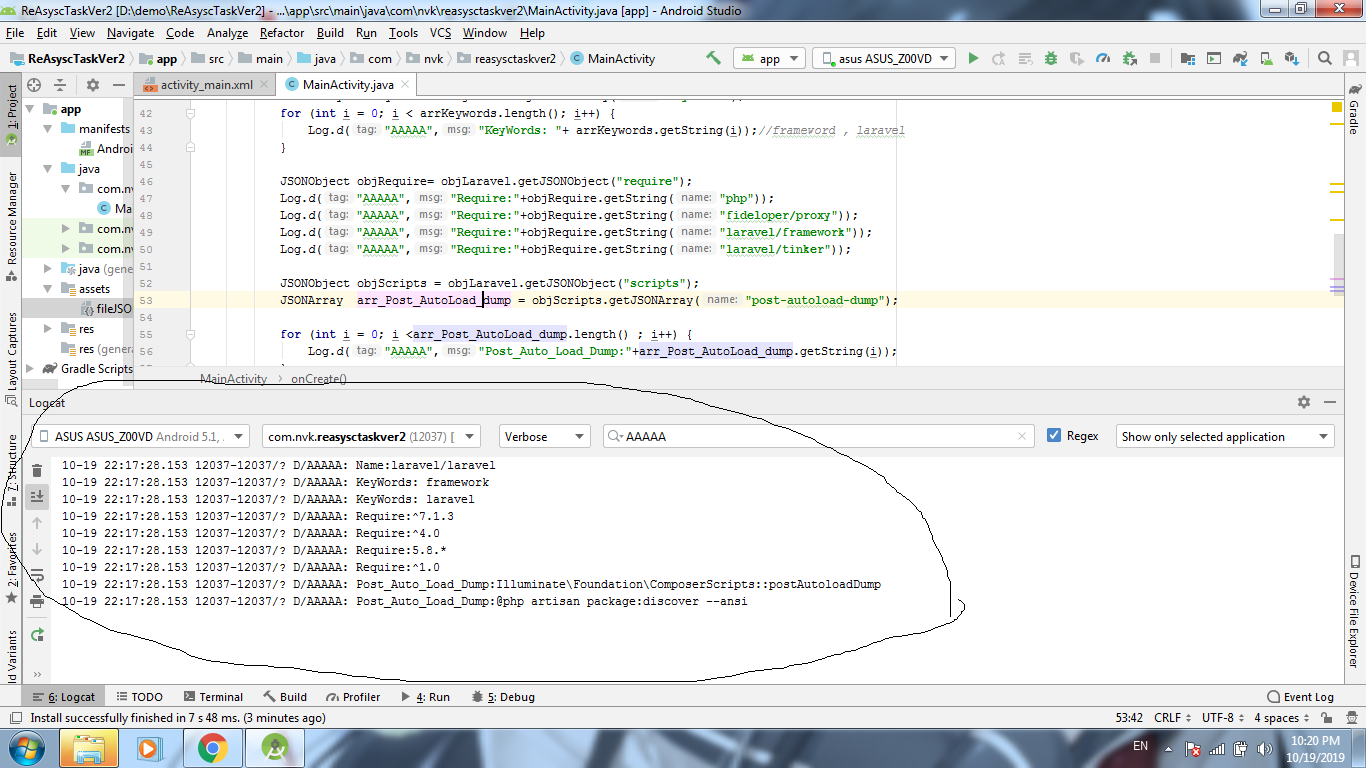 ReAsyscTaskVer2 [D:\demo\ReAsyscTaskVer2] - ...\app\src\main\java\com\nvk\reasysctaskver2\MainActivity.java [app] - Android Studio
File Edit View Navigate Code Analyze Refactor Build Run Tools VCS Window Help
ReAsyscTaskVer2 app src main java com nvk reasysctaskver2 MainActivity app asus ASUS_Z00VD
1: Project
Resource Manager
Layout Captures
7: Structure
2: Favorites
ld Variants
app
manifests
Androi
java
com.nv
Ma
com.nv
com.nv
java (gene
assets
fileJSO
res
res (genera
Gradle Scripts
activity_main.xml MainActivity.java
42 for (int i = 0; i < arrKeywords.length(); i++) {
43 Log.d( tag: "AAAAA", msg: "KeyWords: "+ arrKeywords.getString(i));//frameword , laravel
44 }
45
46 JSONObject objRequire= objLaravel.getJSONObject("require");
47 Log.d( tag: "AAAAA", msg: "Require:"+objRequire.getString( name: "php"));
48 Log.d( tag: "AAAAA", msg: "Require:"+objRequire.getString( name: "fideloper/proxy"));
49 Log.d( tag: "AAAAA", msg: "Require:"+objRequire.getString( name: "laravel/framework"));
50 Log.d( tag: "AAAAA", msg: "Require:"+objRequire.getString( name: "laravel/tinker"));
51
52 JSONObject objScripts = objLaravel.getJSONObject("scripts");
53 JSONArray arr_Post_AutoLoad_dump = objScripts.getJSONArray( name: "post-autoload-dump");
54
55 for (int i = 0; i <arr_Post_AutoLoad_dump.length() ; i++) {
56 Log.d( tag: "AAAAA", msg: "Post_Auto_Load_Dump:"+arr_Post_AutoLoad_dump.getString(i));
MainActivity › onCreate()
Gradle
Device File Explorer
Logcat
ASUS ASUS_Z00VD Android 5.1, com.nvk.reasysctaskver2 (12037) [ Verbose AAAAA Regex Show only selected application
10-19 22:17:28.153 12037-12037/? D/AAAAA: Name:laravel/laravel
10-19 22:17:28.153 12037-12037/? D/AAAAA: KeyWords: framework
10-19 22:17:28.153 12037-12037/? D/AAAAA: KeyWords: laravel
10-19 22:17:28.153 12037-12037/? D/AAAAA: Require:^7.1.3
10-19 22:17:28.153 12037-12037/? D/AAAAA: Require:^4.0
10-19 22:17:28.153 12037-12037/? D/AAAAA: Require:5.8.*
10-19 22:17:28.153 12037-12037/? D/AAAAA: Require:^1.0
10-19 22:17:28.153 12037-12037/? D/AAAAA: Post_Auto_Load_Dump:Illuminate\Foundation\ComposerScripts::postAutoloadDump
10-19 22:17:28.153 12037-12037/? D/AAAAA: Post_Auto_Load_Dump:@php artisan package:discover --ansi
6: Logcat TODO Terminal Build Profiler 4: Run 5: Debug Event Log
Install successfully finished in 7 s 48 ms. (3 minutes ago) 53:42 CRLF UTF-8 4 spaces
EN 10:20 PM
10/19/2019